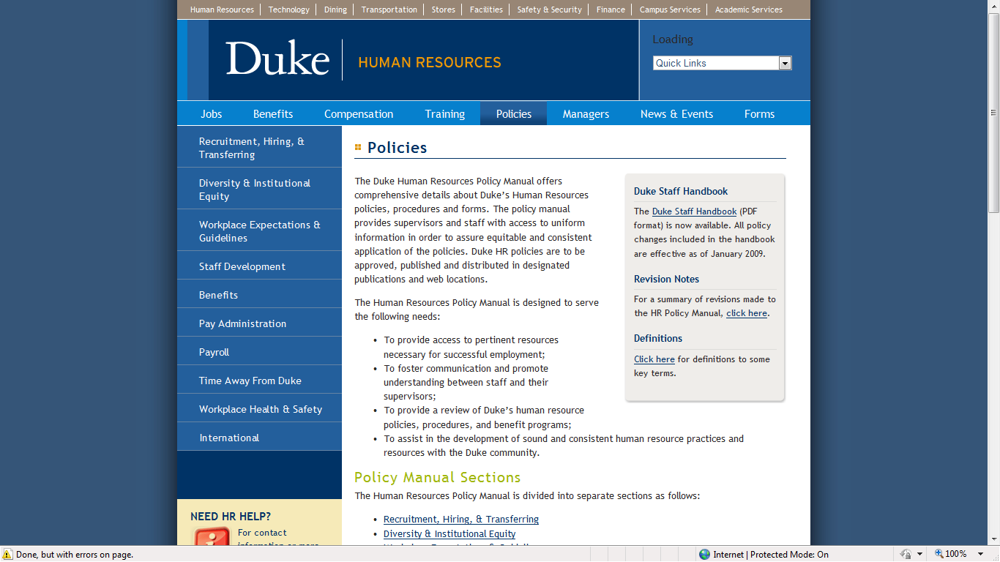 Human Resources
Technology
Dining
Transportation
Stores
Facilities
Safety & Security
Finance
Campus Services
Academic Services
Duke
HUMAN RESOURCES
Loading
Quick Links
Jobs
Benefits
Compensation
Training
Policies
Managers
News & Events
Forms
Recruitment, Hiring, &
Transferring
Diversity & Institutional
Equity
Workplace Expectations &
Guidelines
Staff Development
Benefits
Pay Administration
Payroll
Time Away From Duke
Workplace Health & Safety
International
NEED HR HELP?
For contact
Policies
The Duke Human Resources Policy Manual offers
comprehensive details about Duke's Human Resources
policies, procedures and forms. The policy manual
provides supervisors and staff with access to uniform
information in order to assure equitable and consistent
application of the policies. Duke HR policies are to be
approved, published and distributed in designated
publications and web locations.
The Human Resources Policy Manual is designed to serve
the following needs:
• To provide access to pertinent resources
necessary for successful employment;
• To foster communication and promote
understanding between staff and their
supervisors;
• To provide a review of Duke's human resource
policies, procedures, and benefit programs;
• To assist in the development of sound and consistent human resource practices and
resources with the Duke community.
Duke Staff Handbook
The Duke Staff Handbook (PDF
format) is now available. All policy
changes included in the handbook
are effective as of January 2009.
Revision Notes
For a summary of revisions made to
the HR Policy Manual, click here.
Definitions
Click here for definitions to some
key terms.
Policy Manual Sections
The Human Resources Policy Manual is divided into separate sections as follows:
• Recruitment, Hiring, & Transferring
• Diversity & Institutional Equity
Done, but with errors on page.
Internet | Protected Mode: On
100%